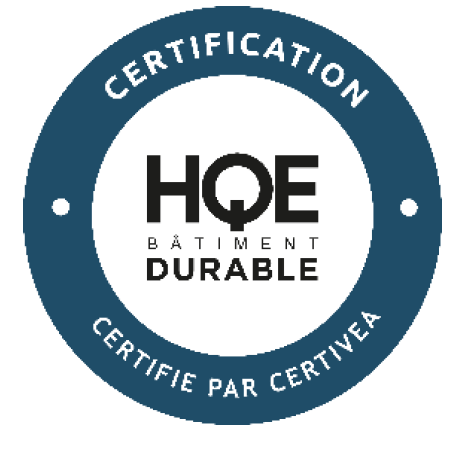 CERTIFICATION
HQE
BÂTIMENT
DURABLE
CERTIFIE PAR CERTIVEA